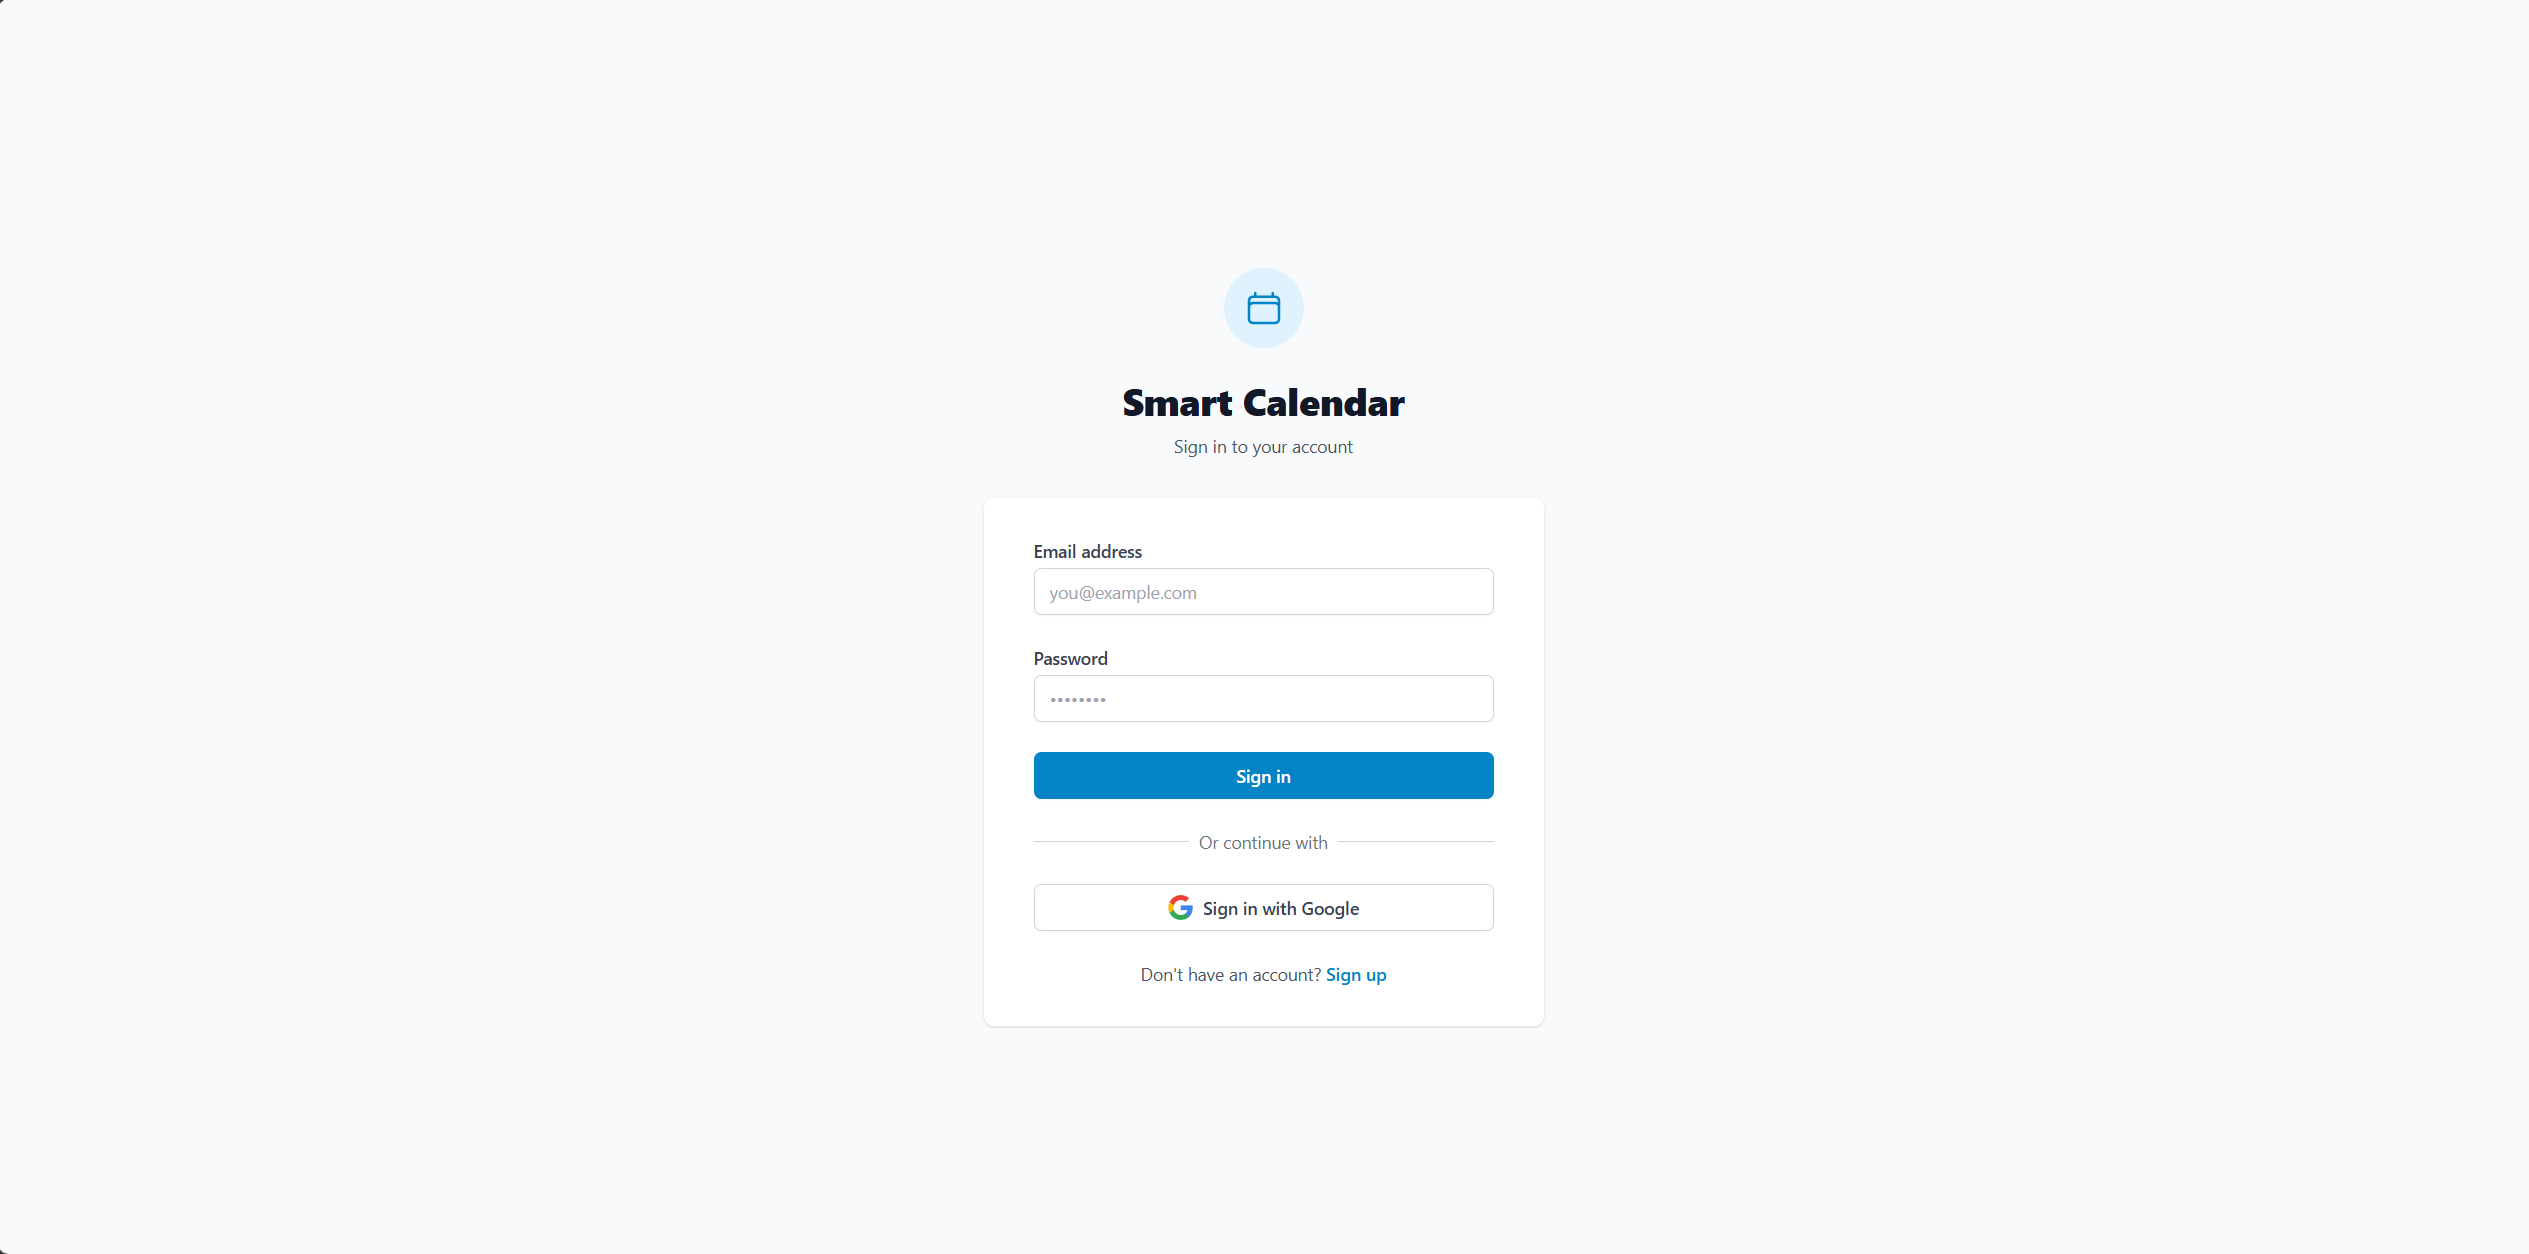 Smart Calendar
Sign in to your account
Email address
you@example.com
Password
••••••••
Sign in
Or continue with
Sign in with Google
Don't have an account? Sign up